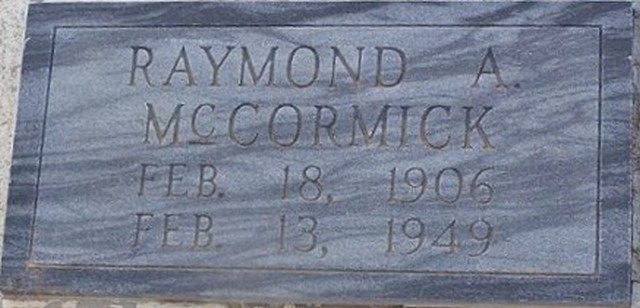 RAYMOND A.
McCORMICK
FEB. 18, 1906
FEB. 13, 1949